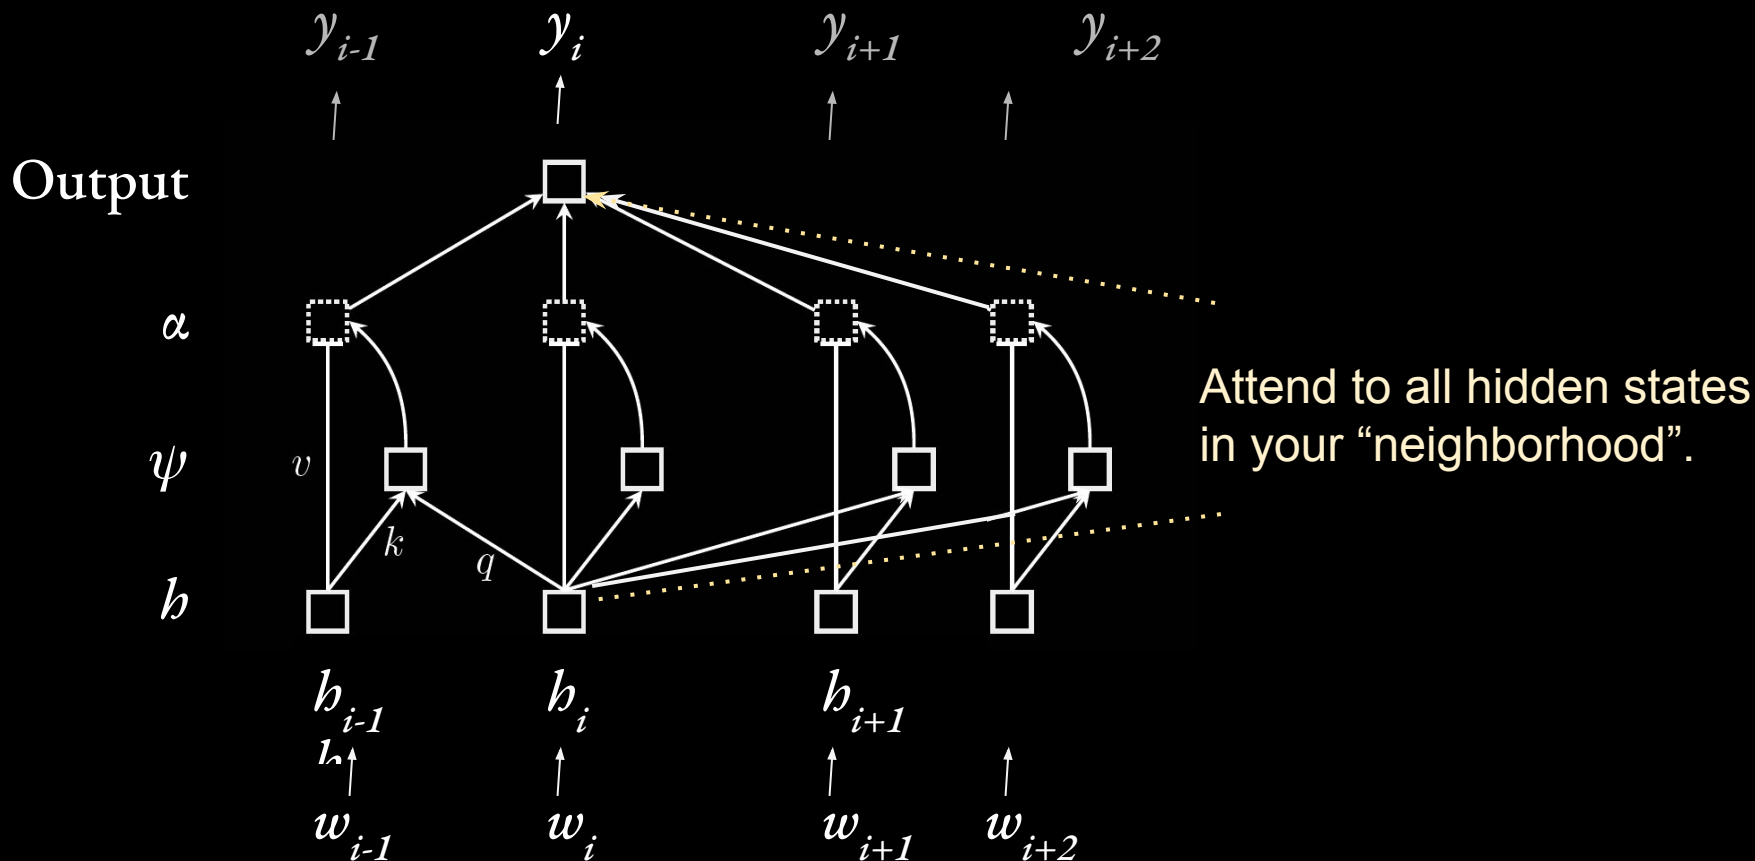 y_{i-1} y_i y_{i+1} y_{i+2}
Output
α
Attend to all hidden states
in your “neighborhood”.
ψ
v
k
q
h
h_{i-1} h_i h_{i+1}
w_{i-1} w_i w_{i+1} w_{i+2}